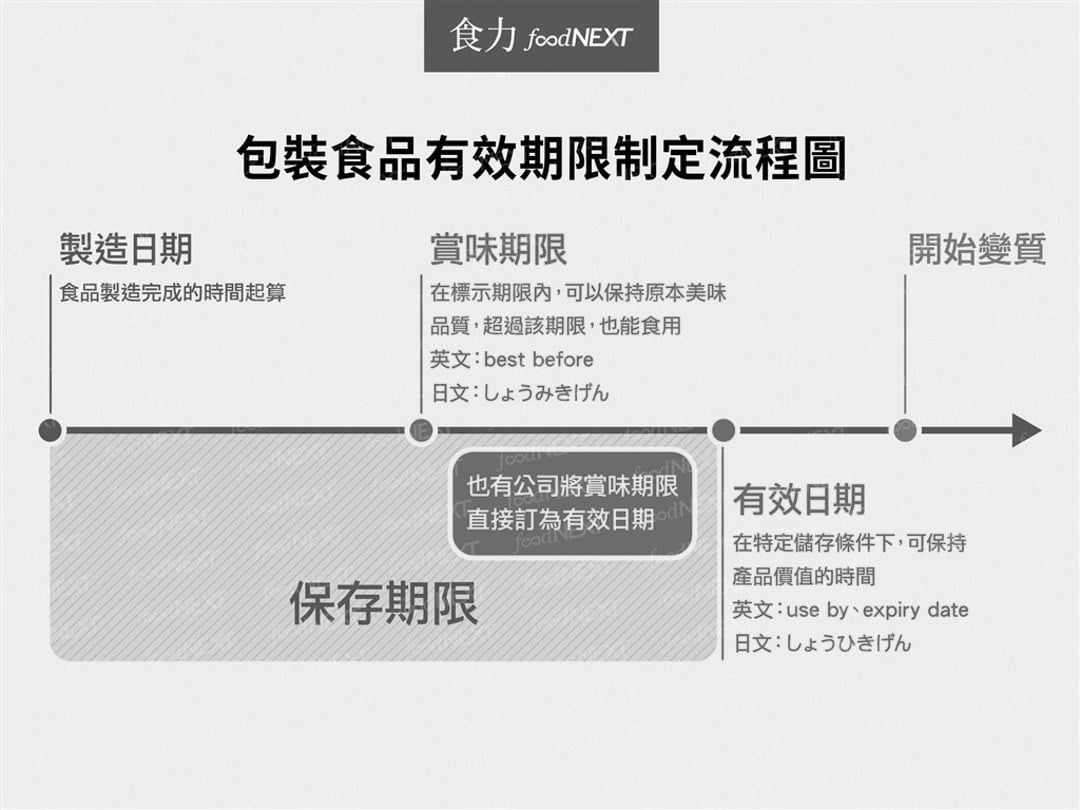 食力 foodNEXT
包裝食品有效期限制定流程圖
製造日期
食品製造完成的時間起算
賞味期限
在標示期限內，可以保持原本美味
品質，超過該期限，也能食用
英文：best before
日文：しょうみきげん
開始變質
也有公司將賞味期限
直接訂為有效日期
保存期限
有效日期
在特定儲存條件下，可保持
產品價值的時間
英文：use by、expiry date
日文：しょうひきげん